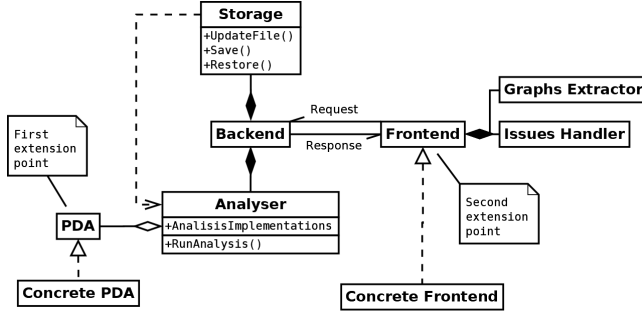 Storage
+UpdateFile()
+Save()
+Restore()
Graphs Extractor
Request
Backend
Frontend
Issues Handler
Response
First
extension
point
Analyser
+AnalisisImplementations
+RunAnalysis()
PDA
Second
extension
point
Concrete PDA
Concrete Frontend